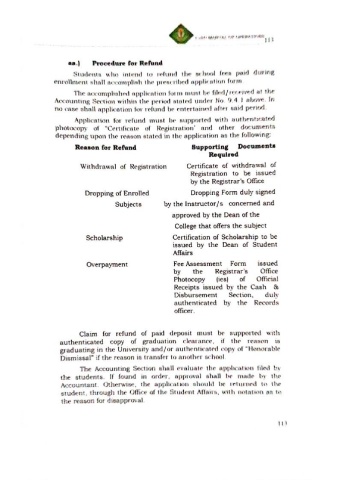 113
aa.) Procedure for Refund
Students who intend to refund the school fees paid during
enrollment shall accomplish the prescribed application form
The accomplished application form must be filed/received at the
Accounting Section within the period stated under No. 9.4.1 above. In
no case shall application for refund be entertained after said period.
Application for refund must be supported with authenticated
photocopy of "Certificate of Registration" and other documents
depending upon the reason stated in the application as the following:
Reason for Refund Supporting Documents
Required
Withdrawal of Registration Certificate of withdrawal of
Registration to be issued
by the Registrar's Office
Dropping of Enrolled Dropping Form duly signed
Subjects by the Instructor/s concerned and
approved by the Dean of the
College that offers the subject
Scholarship Certification of Scholarship to be
issued by the Dean of Student
Affairs
Overpayment Fee Assessment Form issued
by the Registrar's Office
Photocopy (ies) of Official
Receipts issued by the Cash &
Disbursement Section, duly
authenticated by the Records
officer.
Claim for refund of paid deposit must be supported with
authenticated copy of graduation clearance, if the reason is
graduating in the University and/or authenticated copy of "Honorable
Dismissal" if the reason is transfer to another school.
The Accounting Section shall evaluate the application filed by
the students. If found in order, approval shall be made by the
Accountant. Otherwise, the application should be returned to the
student, through the Office of the Student Affairs, with notation as to
the reason for disapproval.
113